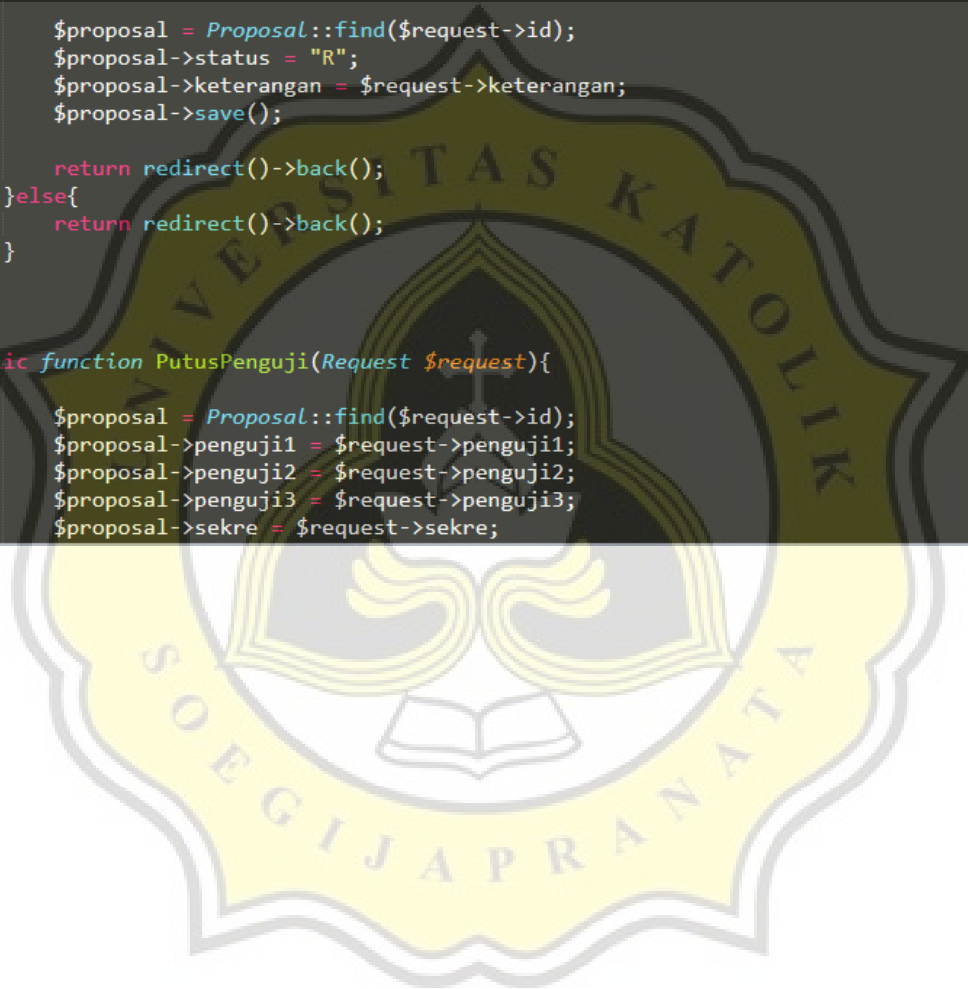 $proposal = Proposal::find($request->id);
$proposal->status = "R";
$proposal->keterangan = $request->keterangan;
$proposal->save();
return redirect()->back();
}else{
return redirect()->back();
}
ic function PutusPenguji(Request $request){
$proposal = Proposal::find($request->id);
$proposal->penguji1 = $request->penguji1;
$proposal->penguji2 = $request->penguji2;
$proposal->penguji3 = $request->penguji3;
$proposal->sekre = $request->sekre;
UNIVERSITAS KATOLIK
SOEGIJAPRANATA